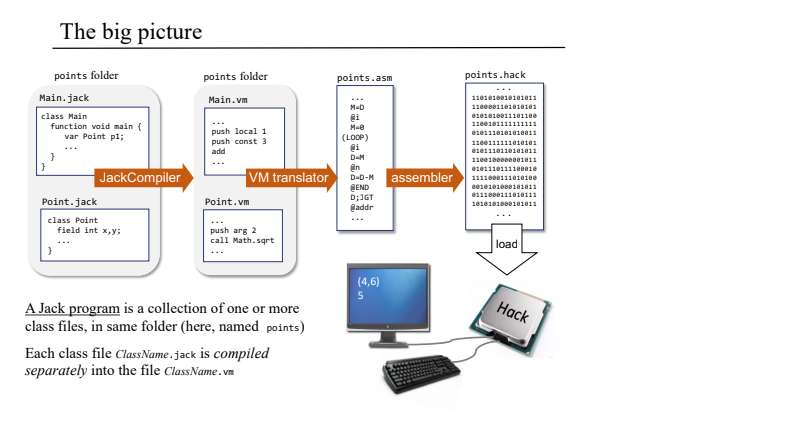 The big picture
points folder
Main.jack
class Main
function void main {
var Point p1;
...
}
}
Point.jack
class Point
field int x,y;
...
}
JackCompiler
points folder
Main.vm
...
push local 1
push const 3
add
...
Point.vm
...
push arg 2
call Math.sqrt
...
VM translator
points.asm
...
M=D
@i
M=0
(LOOP)
@i
D=M
@n
D=D-M
@END
D;JGT
@addr
...
assembler
points.hack
...
1101010010101011
1100001101010101
0101010011101100
1100101111111111
0101110101010011
1100111111010101
0101110110101011
1100100000001011
0101110111100010
1111000111010100
0010101000101011
0111000111010111
1010101000101011
...
load
(4,6)
5
Hack
A Jack program is a collection of one or more
class files, in same folder (here, named points)
Each class file ClassName.jack is compiled
separately into the file ClassName.vm